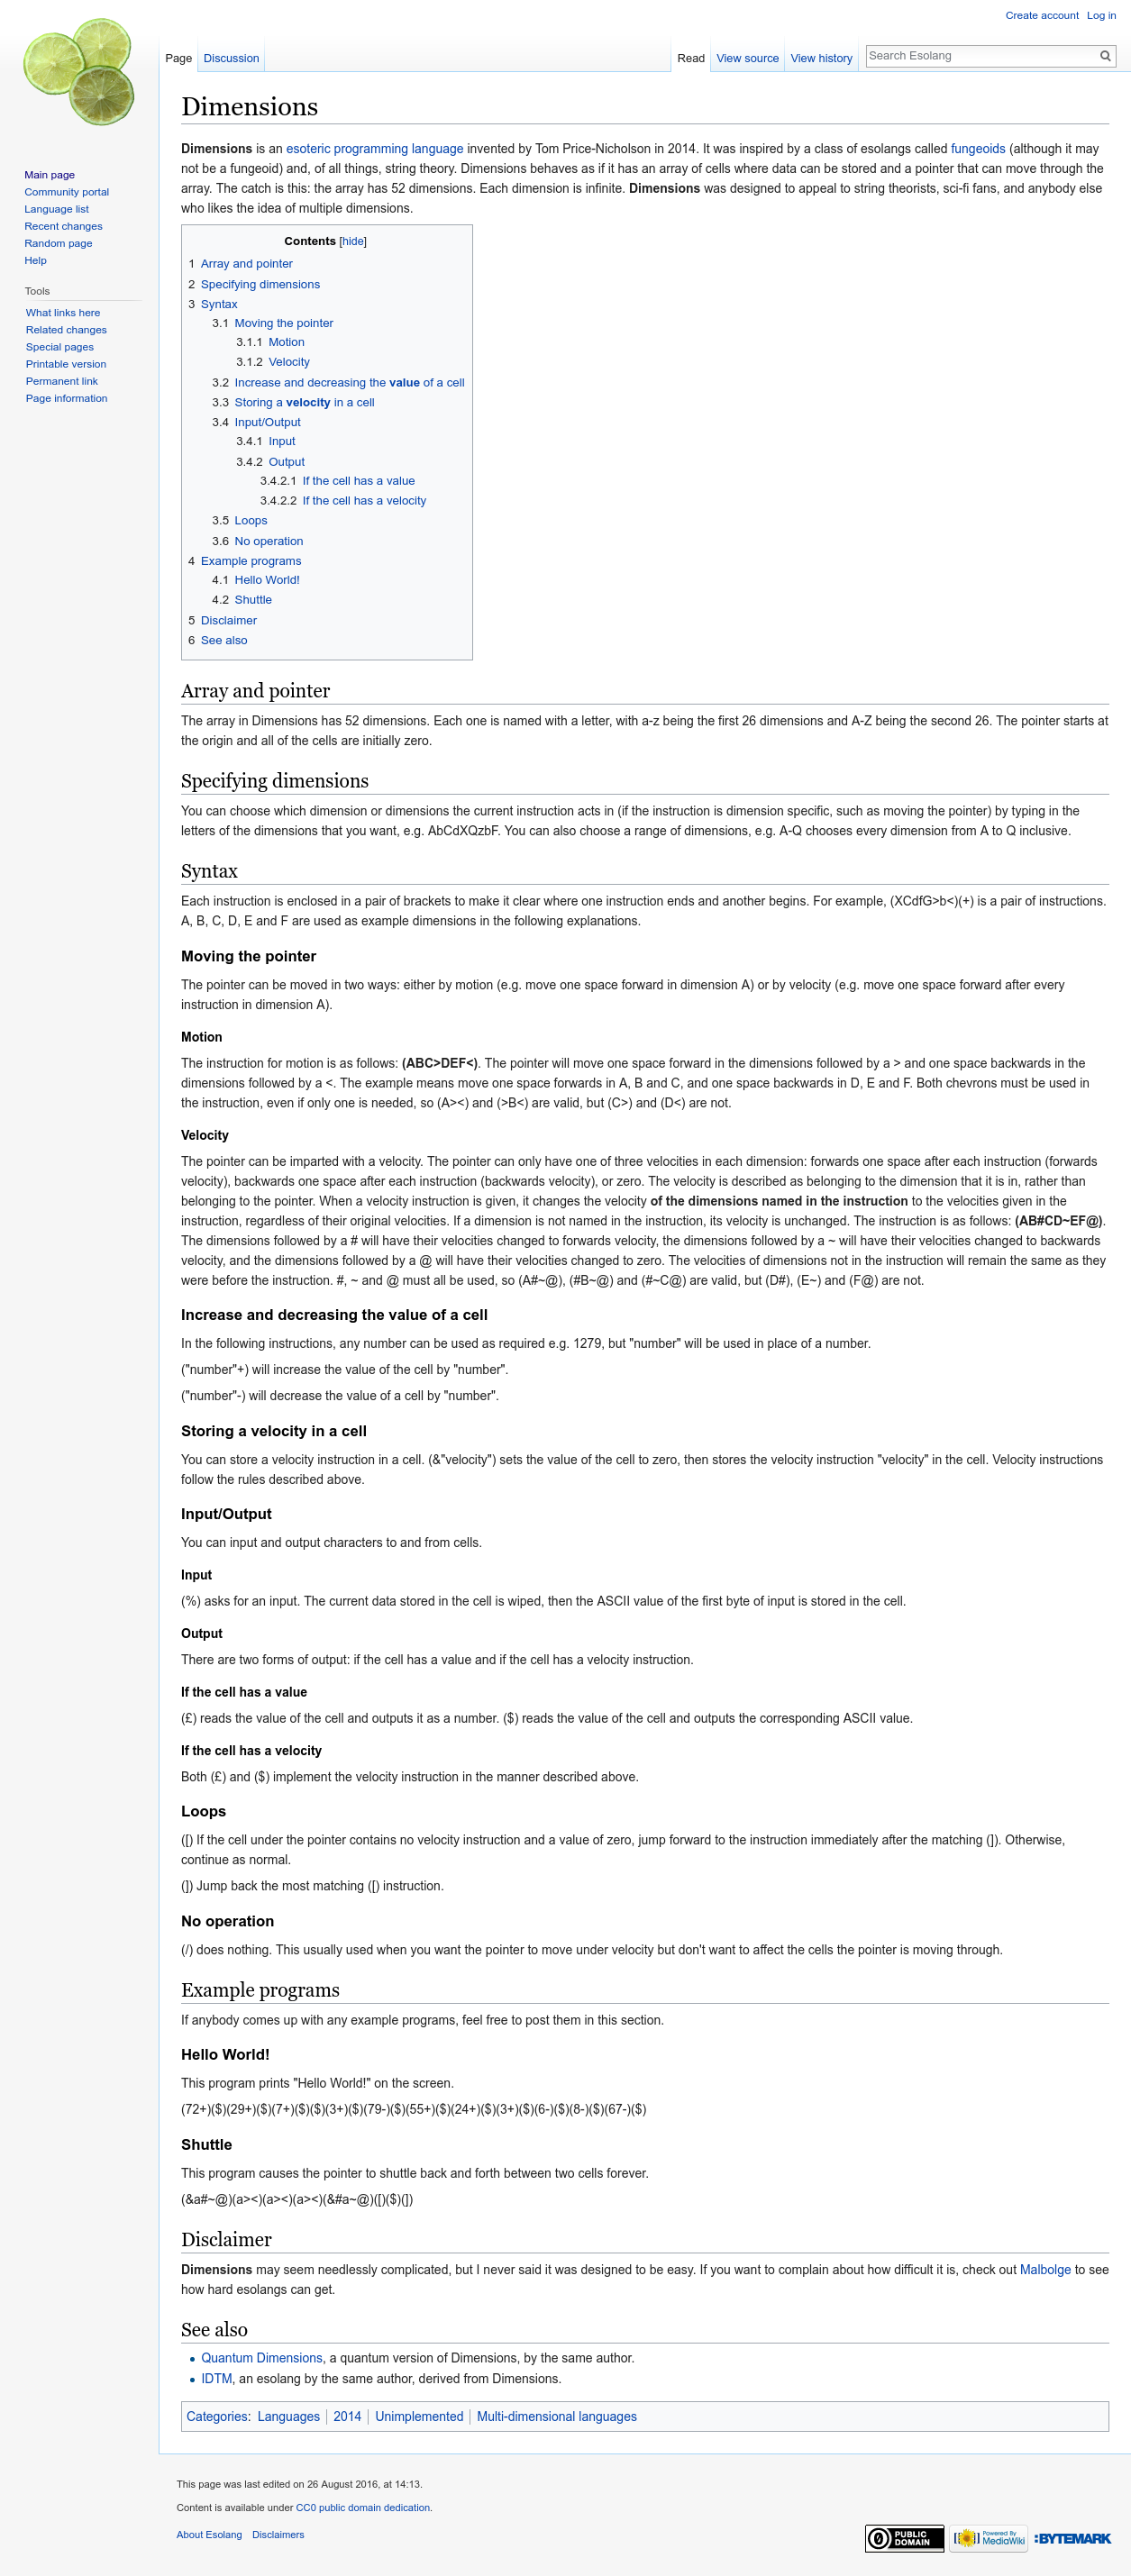 Create account Log in
Page Discussion Read View source View history Search Esolang
Main page
Community portal
Language list
Recent changes
Random page
Help
Tools
What links here
Related changes
Special pages
Printable version
Permanent link
Page information
Dimensions
Dimensions is an esoteric programming language invented by Tom Price-Nicholson in 2014. It was inspired by a class of esolangs called fungeoids (although it may
not be a fungeoid) and, of all things, string theory. Dimensions behaves as if it has an array of cells where data can be stored and a pointer that can move through the
array. The catch is this: the array has 52 dimensions. Each dimension is infinite. Dimensions was designed to appeal to string theorists, sci-fi fans, and anybody else
who likes the idea of multiple dimensions.
Contents [hide]
1 Array and pointer
2 Specifying dimensions
3 Syntax
3.1 Moving the pointer
3.1.1 Motion
3.1.2 Velocity
3.2 Increase and decreasing the value of a cell
3.3 Storing a velocity in a cell
3.4 Input/Output
3.4.1 Input
3.4.2 Output
3.4.2.1 If the cell has a value
3.4.2.2 If the cell has a velocity
3.5 Loops
3.6 No operation
4 Example programs
4.1 Hello World!
4.2 Shuttle
5 Disclaimer
6 See also
Array and pointer
The array in Dimensions has 52 dimensions. Each one is named with a letter, with a-z being the first 26 dimensions and A-Z being the second 26. The pointer starts at
the origin and all of the cells are initially zero.
Specifying dimensions
You can choose which dimension or dimensions the current instruction acts in (if the instruction is dimension specific, such as moving the pointer) by typing in the
letters of the dimensions that you want, e.g. AbCdXQzbF. You can also choose a range of dimensions, e.g. A-Q chooses every dimension from A to Q inclusive.
Syntax
Each instruction is enclosed in a pair of brackets to make it clear where one instruction ends and another begins. For example, (XCdfG>b<)(+) is a pair of instructions.
A, B, C, D, E and F are used as example dimensions in the following explanations.
Moving the pointer
The pointer can be moved in two ways: either by motion (e.g. move one space forward in dimension A) or by velocity (e.g. move one space forward after every
instruction in dimension A).
Motion
The instruction for motion is as follows: (ABC>DEF<). The pointer will move one space forward in the dimensions followed by a > and one space backwards in the
dimensions followed by a <. The example means move one space forwards in A, B and C, and one space backwards in D, E and F. Both chevrons must be used in
the instruction, even if only one is needed, so (A><) and (>B<) are valid, but (C>) and (D<) are not.
Velocity
The pointer can be imparted with a velocity. The pointer can only have one of three velocities in each dimension: forwards one space after each instruction (forwards
velocity), backwards one space after each instruction (backwards velocity), or zero. The velocity is described as belonging to the dimension that it is in, rather than
belonging to the pointer. When a velocity instruction is given, it changes the velocity of the dimensions named in the instruction to the velocities given in the
instruction, regardless of their original velocities. If a dimension is not named in the instruction, its velocity is unchanged. The instruction is as follows: (AB#CD~EF@).
The dimensions followed by a # will have their velocities changed to forwards velocity, the dimensions followed by a ~ will have their velocities changed to backwards
velocity, and the dimensions followed by a @ will have their velocities changed to zero. The velocities of dimensions not in the instruction will remain the same as they
were before the instruction. #, ~ and @ must all be used, so (A#~@), (#B~@) and (#~C@) are valid, but (D#), (E~) and (F@) are not.
Increase and decreasing the value of a cell
In the following instructions, any number can be used as required e.g. 1279, but "number" will be used in place of a number.
("number"+) will increase the value of the cell by "number".
("number"-) will decrease the value of a cell by "number".
Storing a velocity in a cell
You can store a velocity instruction in a cell. (&"velocity") sets the value of the cell to zero, then stores the velocity instruction "velocity" in the cell. Velocity instructions
follow the rules described above.
Input/Output
You can input and output characters to and from cells.
Input
(%) asks for an input. The current data stored in the cell is wiped, then the ASCII value of the first byte of input is stored in the cell.
Output
There are two forms of output: if the cell has a value and if the cell has a velocity instruction.
If the cell has a value
(£) reads the value of the cell and outputs it as a number. ($) reads the value of the cell and outputs the corresponding ASCII value.
If the cell has a velocity
Both (£) and ($) implement the velocity instruction in the manner described above.
Loops
([) If the cell under the pointer contains no velocity instruction and a value of zero, jump forward to the instruction immediately after the matching (]). Otherwise,
continue as normal.
(]) Jump back the most matching ([) instruction.
No operation
(/) does nothing. This usually used when you want the pointer to move under velocity but don't want to affect the cells the pointer is moving through.
Example programs
If anybody comes up with any example programs, feel free to post them in this section.
Hello World!
This program prints "Hello World!" on the screen.
(72+)($)(29+)($)(7+)($)($)(3+)($)(79-)($)(55+)($)(24+)($)(3+)($)(6-)($)(8-)($)(67-)($)
Shuttle
This program causes the pointer to shuttle back and forth between two cells forever.
(&a#~@)(a><)(a><)(a><)(&#a~@)([)($)(])
Disclaimer
Dimensions may seem needlessly complicated, but I never said it was designed to be easy. If you want to complain about how difficult it is, check out Malbolge to see
how hard esolangs can get.
See also
Quantum Dimensions, a quantum version of Dimensions, by the same author.
IDTM, an esolang by the same author, derived from Dimensions.
Categories: Languages 2014 Unimplemented Multi-dimensional languages
This page was last edited on 26 August 2016, at 14:13.
Content is available under CC0 public domain dedication.
About Esolang Disclaimers
PUBLIC DOMAIN
Powered By MediaWiki
:BYTEMARK